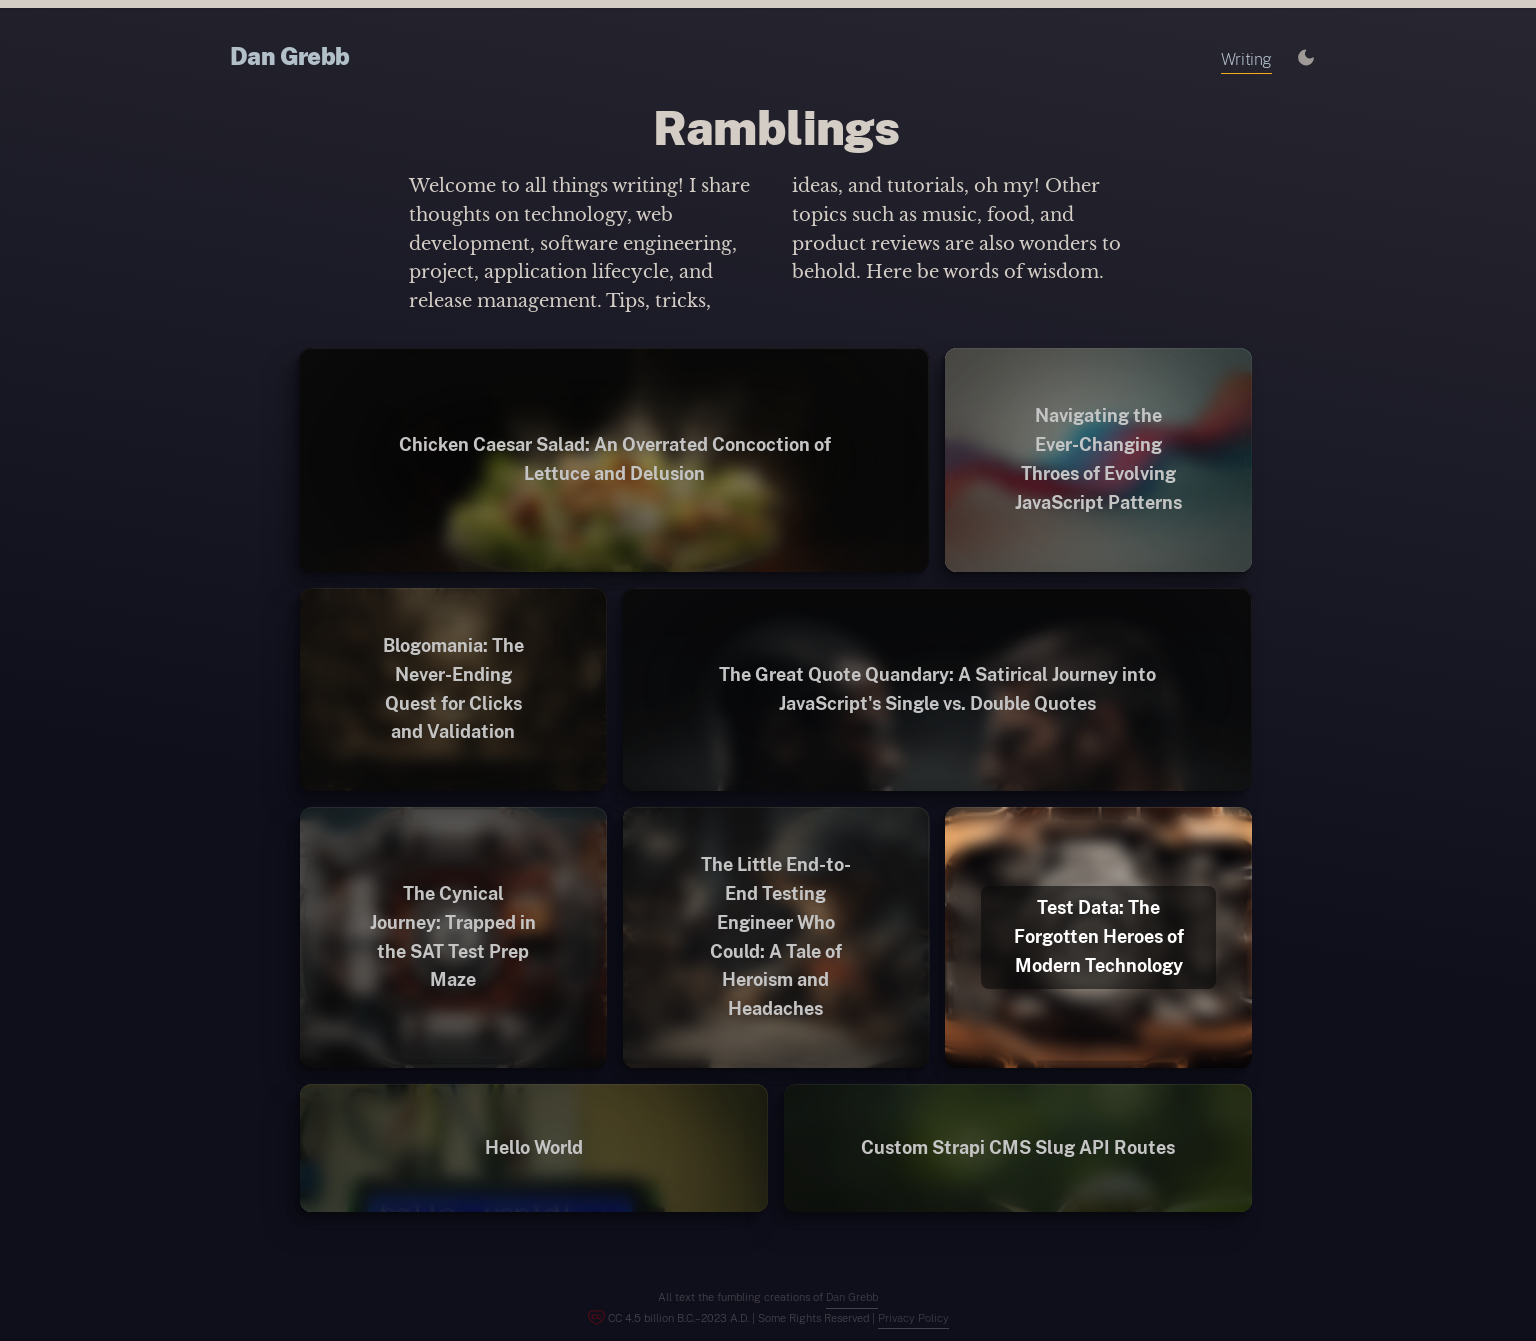 Dan Grebb
Writing
Ramblings
Welcome to all things writing! I share
thoughts on technology, web
development, software engineering,
project, application lifecycle, and
release management. Tips, tricks,
ideas, and tutorials, oh my! Other
topics such as music, food, and
product reviews are also wonders to
behold. Here be words of wisdom.
Chicken Caesar Salad: An Overrated Concoction of
Lettuce and Delusion
Navigating the
Ever-Changing
Throes of Evolving
JavaScript Patterns
Blogomania: The
Never-Ending
Quest for Clicks
and Validation
The Great Quote Quandary: A Satirical Journey into
JavaScript's Single vs. Double Quotes
The Cynical
Journey: Trapped in
the SAT Test Prep
Maze
The Little End-to-
End Testing
Engineer Who
Could: A Tale of
Heroism and
Headaches
Test Data: The
Forgotten Heroes of
Modern Technology
Hello World
Custom Strapi CMS Slug API Routes
All text the fumbling creations of Dan Grebb
CC 4.5 billion B.C.–2023 A.D. | Some Rights Reserved | Privacy Policy